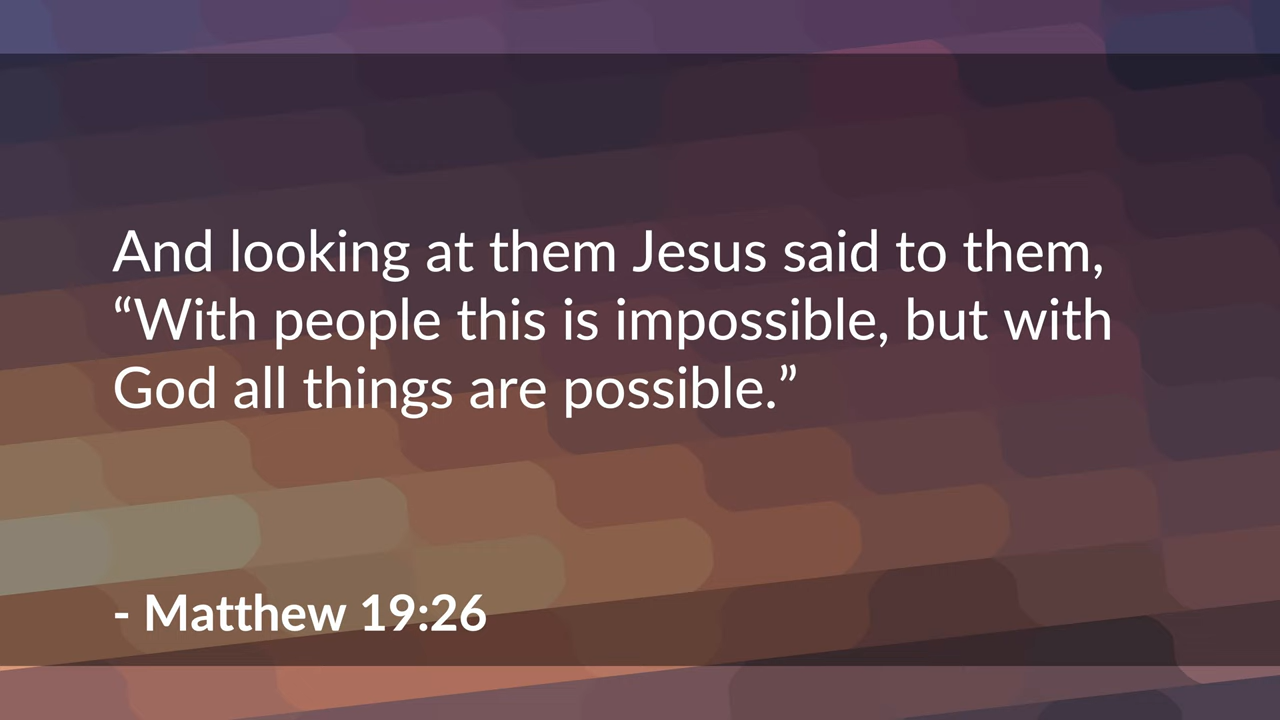 And looking at them Jesus said to them,
“With people this is impossible, but with
God all things are possible.”
- Matthew 19:26